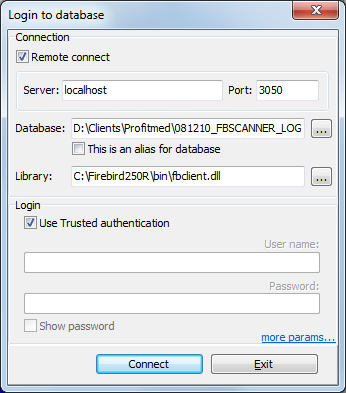 Login to database
Connection
Remote connect
Server: localhost Port: 3050
Database: D:\Clients\Profitmed\081210_FBSCANNER_LOG ...
This is an alias for database
Library: C:\Firebird250R\bin\fbclient.dll ...
Login
Use Trusted authentication
User name:
Password:
Show password
more params...
Connect Exit